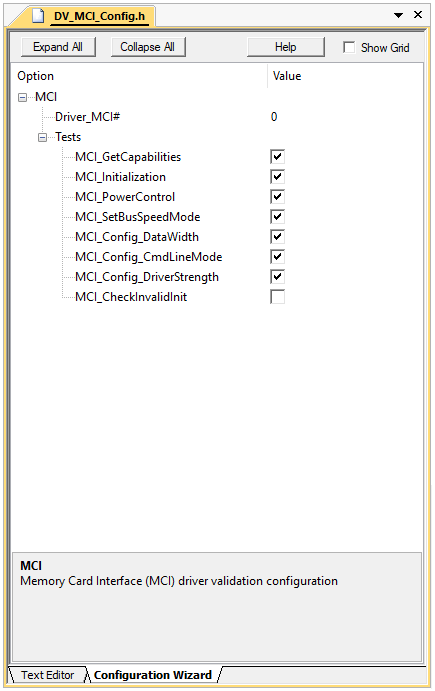 DV_MCI_Config.h
Expand All Collapse All Help Show Grid
Option Value
MCI
Driver_MCI# 0
Tests
MCI_GetCapabilities
MCI_Initialization
MCI_PowerControl
MCI_SetBusSpeedMode
MCI_Config_DataWidth
MCI_Config_CmdLineMode
MCI_Config_DriverStrength
MCI_CheckInvalidInit
MCI
Memory Card Interface (MCI) driver validation configuration
Text Editor Configuration Wizard